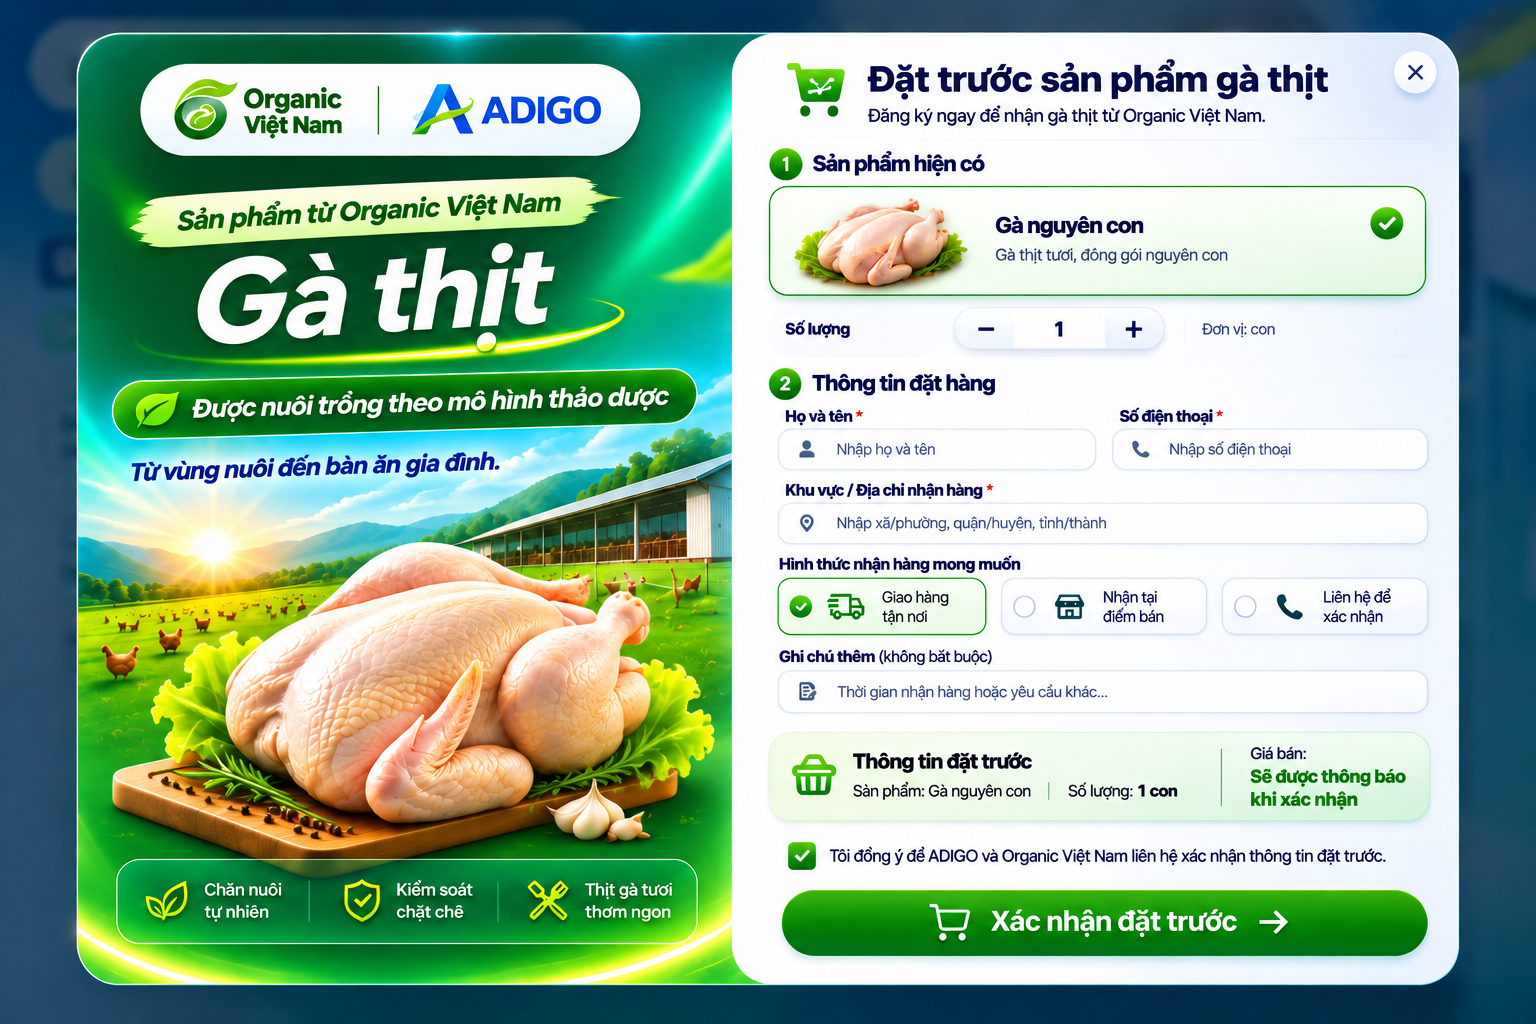 Organic
Việt Nam
ADIGO
Sản phẩm từ Organic Việt Nam
Gà thịt
Được nuôi trồng theo mô hình thảo dược
Từ vùng nuôi đến bàn ăn gia đình.
Chăn nuôi
tự nhiên
Kiểm soát
chặt chẽ
Thịt gà tươi
thơm ngon
Đặt trước sản phẩm gà thịt
Đăng ký ngay để nhận gà thịt từ Organic Việt Nam.
1 Sản phẩm hiện có
Gà nguyên con
Gà thịt tươi, đóng gói nguyên con
Số lượng − 1 + Đơn vị: con
2 Thông tin đặt hàng
Họ và tên * Số điện thoại *
Nhập họ và tên Nhập số điện thoại
Khu vực / Địa chỉ nhận hàng *
Nhập xã/phường, quận/huyện, tỉnh/thành
Hình thức nhận hàng mong muốn
Giao hàng
tận nơi
Nhận tại
điểm bán
Liên hệ để
xác nhận
Ghi chú thêm (không bắt buộc)
Thời gian nhận hàng hoặc yêu cầu khác...
Thông tin đặt trước
Sản phẩm: Gà nguyên con Số lượng: 1 con
Giá bán:
Sẽ được thông báo
khi xác nhận
Tôi đồng ý để ADIGO và Organic Việt Nam liên hệ xác nhận thông tin đặt trước.
Xác nhận đặt trước →